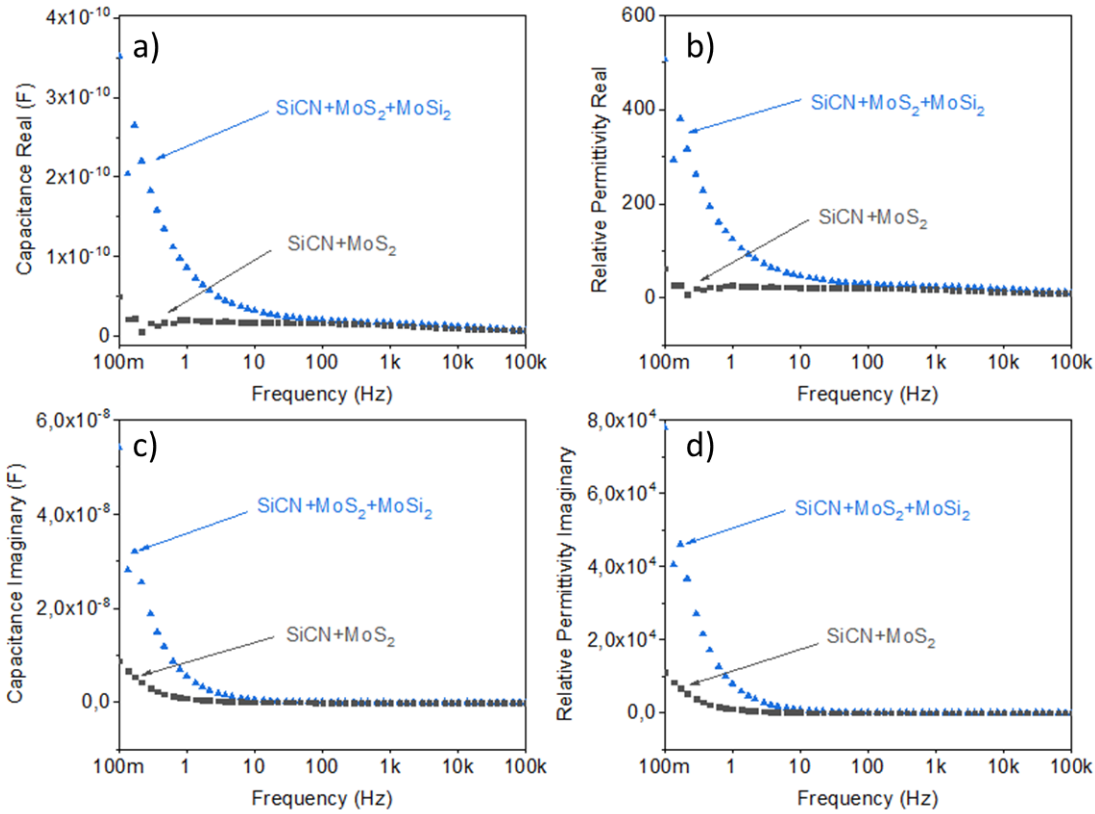 a)
Capacitance Real (F)
4x10⁻¹⁰
3x10⁻¹⁰
2x10⁻¹⁰
1x10⁻¹⁰
0
SiCN+MoS₂+MoSi₂
SiCN+MoS₂
100m 1 10 100 1k 10k 100k
Frequency (Hz)
b)
Relative Permittivity Real
600
400
200
0
SiCN+MoS₂+MoSi₂
SiCN+MoS₂
100m 1 10 100 1k 10k 100k
Frequency (Hz)
c)
Capacitance Imaginary (F)
6,0x10⁻⁸
4,0x10⁻⁸
2,0x10⁻⁸
0,0
SiCN+MoS₂+MoSi₂
SiCN+MoS₂
100m 1 10 100 1k 10k 100k
Frequency (Hz)
d)
Relative Permittivity Imaginary
8,0x10⁴
6,0x10⁴
4,0x10⁴
2,0x10⁴
0,0
SiCN+MoS₂+MoSi₂
SiCN+MoS₂
100m 1 10 100 1k 10k 100k
Frequency (Hz)